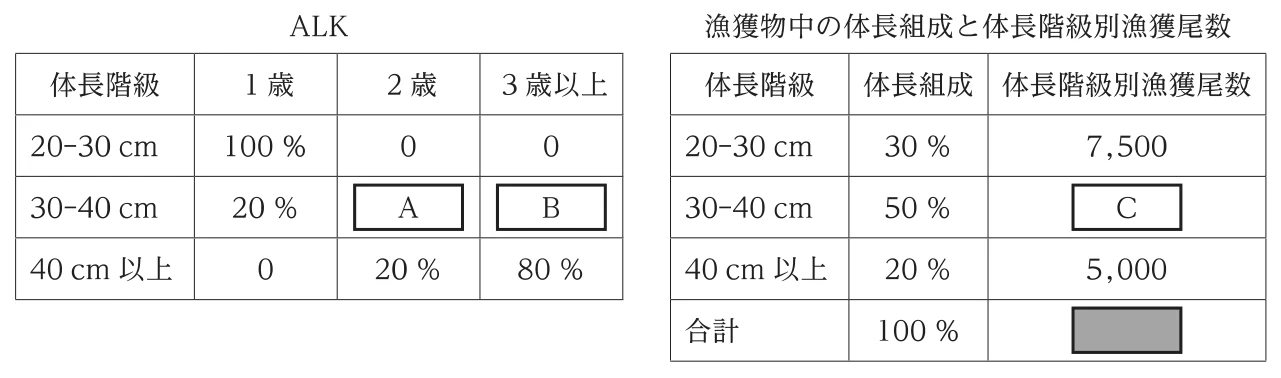 ALK
体長階級 1歳 2歳 3歳以上
20-30 cm 100 % 0 0
30-40 cm 20 % A B
40 cm 以上 0 20 % 80 %
漁獲物中の体長組成と体長階級別漁獲尾数
体長階級 体長組成 体長階級別漁獲尾数
20-30 cm 30 % 7,500
30-40 cm 50 % C
40 cm 以上 20 % 5,000
合計 100 %